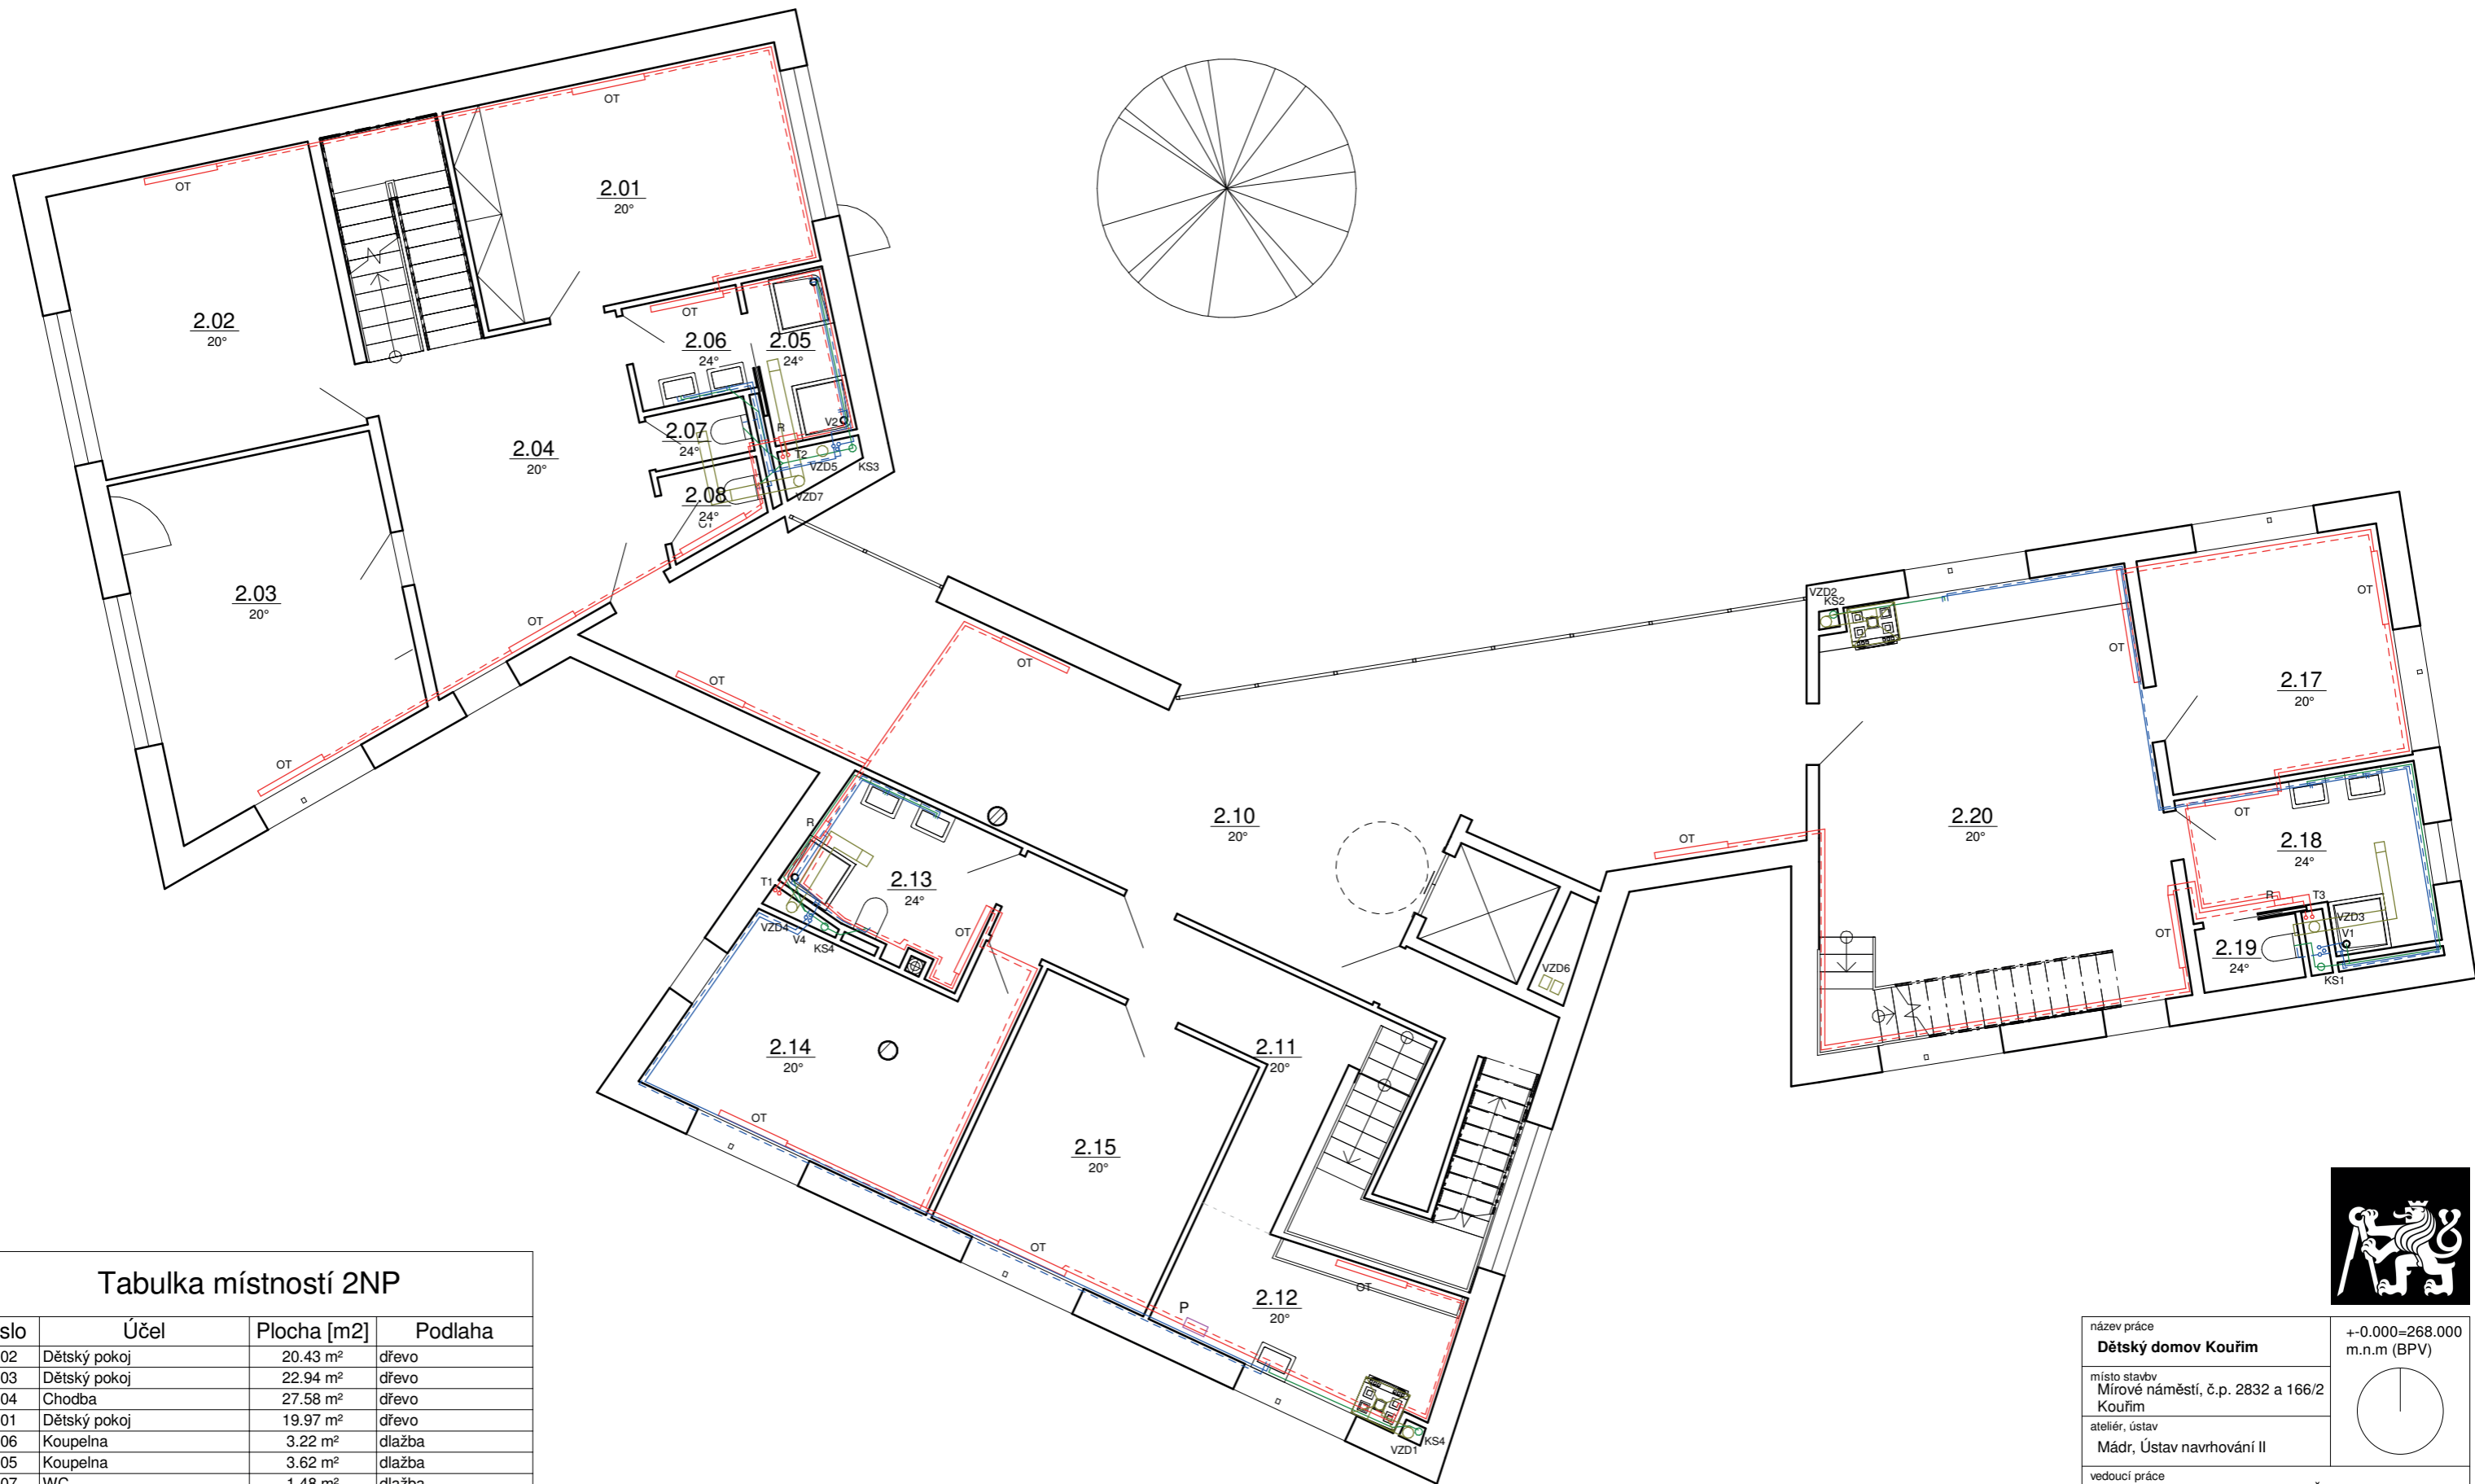 OT
OT
2.01
20°
2.02
20°
OT
2.06
24°
2.05
24°
2.07
24°
R
V2
T2
VZD5
KS3
2.04
20°
VZD7
2.08
24°
2.03
20°
OT
OT
OT
OT
VZD2
KS2
OT
OT
2.17
20°
2.10
20°
OT
2.20
20°
OT
2.18
24°
R
T3
VZD3
V1
OT
2.19
24°
KS1
R
T1
2.13
24°
OT
VZD4
V4
KS4
VZD6
2.14
20°
2.11
20°
OT
2.15
20°
OT
OT
2.12
20°
P
VZD1
KS4
Tabulka místností 2NP
slo Účel Plocha [m2] Podlaha
02 Dětský pokoj 20.43 m² dřevo
03 Dětský pokoj 22.94 m² dřevo
04 Chodba 27.58 m² dřevo
01 Dětský pokoj 19.97 m² dřevo
06 Koupelna 3.22 m² dlažba
05 Koupelna 3.62 m² dlažba
07 WC 1.48 m² dlažba
název práce
Dětský domov Kouřim
+-0.000=268.000
m.n.m (BPV)
místo stavby
Mírové náměstí, č.p. 2832 a 166/2
Kouřim
ateliér, ústav
Mádr, Ústav navrhování II
vedoucí práce